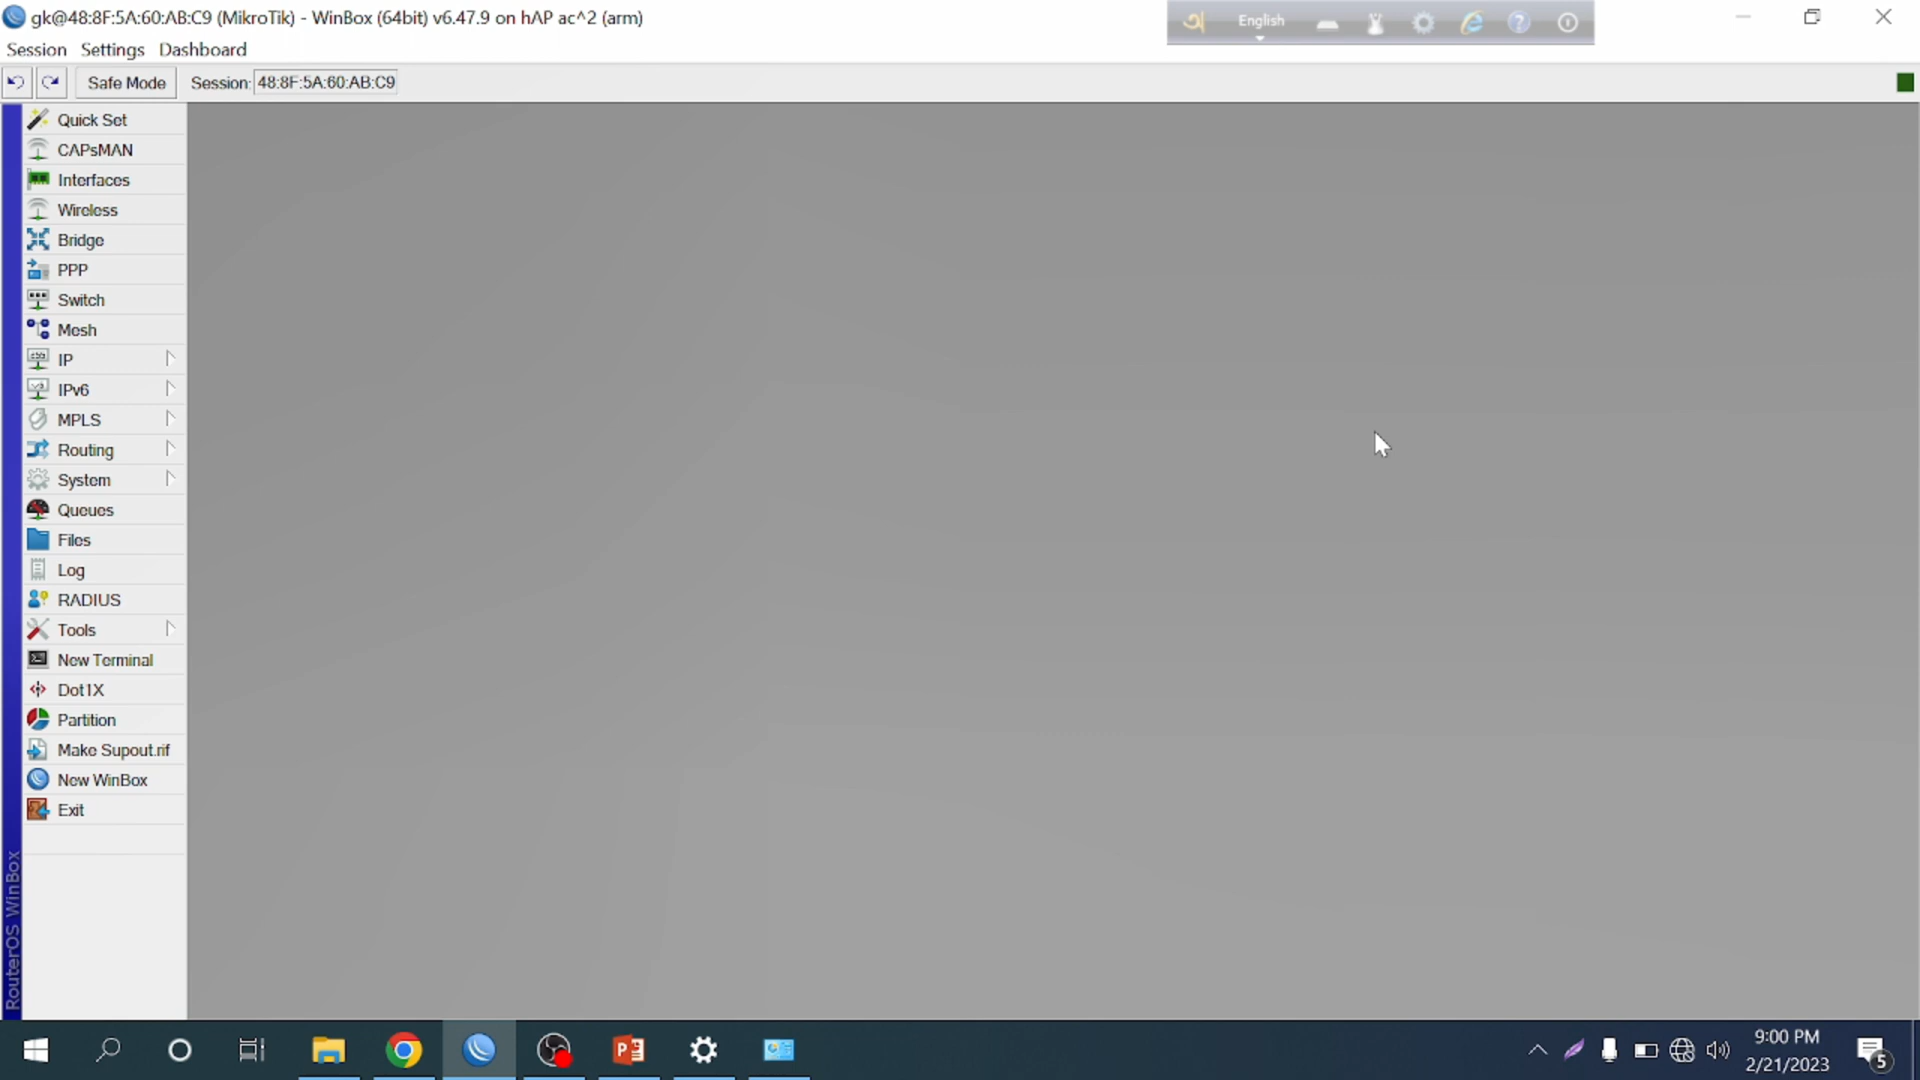 gk@48:8F:5A:60:AB:C9 (MikroTik) - WinBox (64bit) v6.47.9 on hAP ac^2 (arm)
অ English
Session Settings Dashboard
Safe Mode Session: 48:8F:5A:60:AB:C9
Quick Set
CAPsMAN
Interfaces
Wireless
Bridge
PPP
Switch
Mesh
IP
IPv6
MPLS
Routing
System
Queues
Files
Log
RADIUS
Tools
New Terminal
Dot1X
Partition
Make Supout.rif
New WinBox
Exit
RouterOS WinBox
9:00 PM
2/21/2023
5